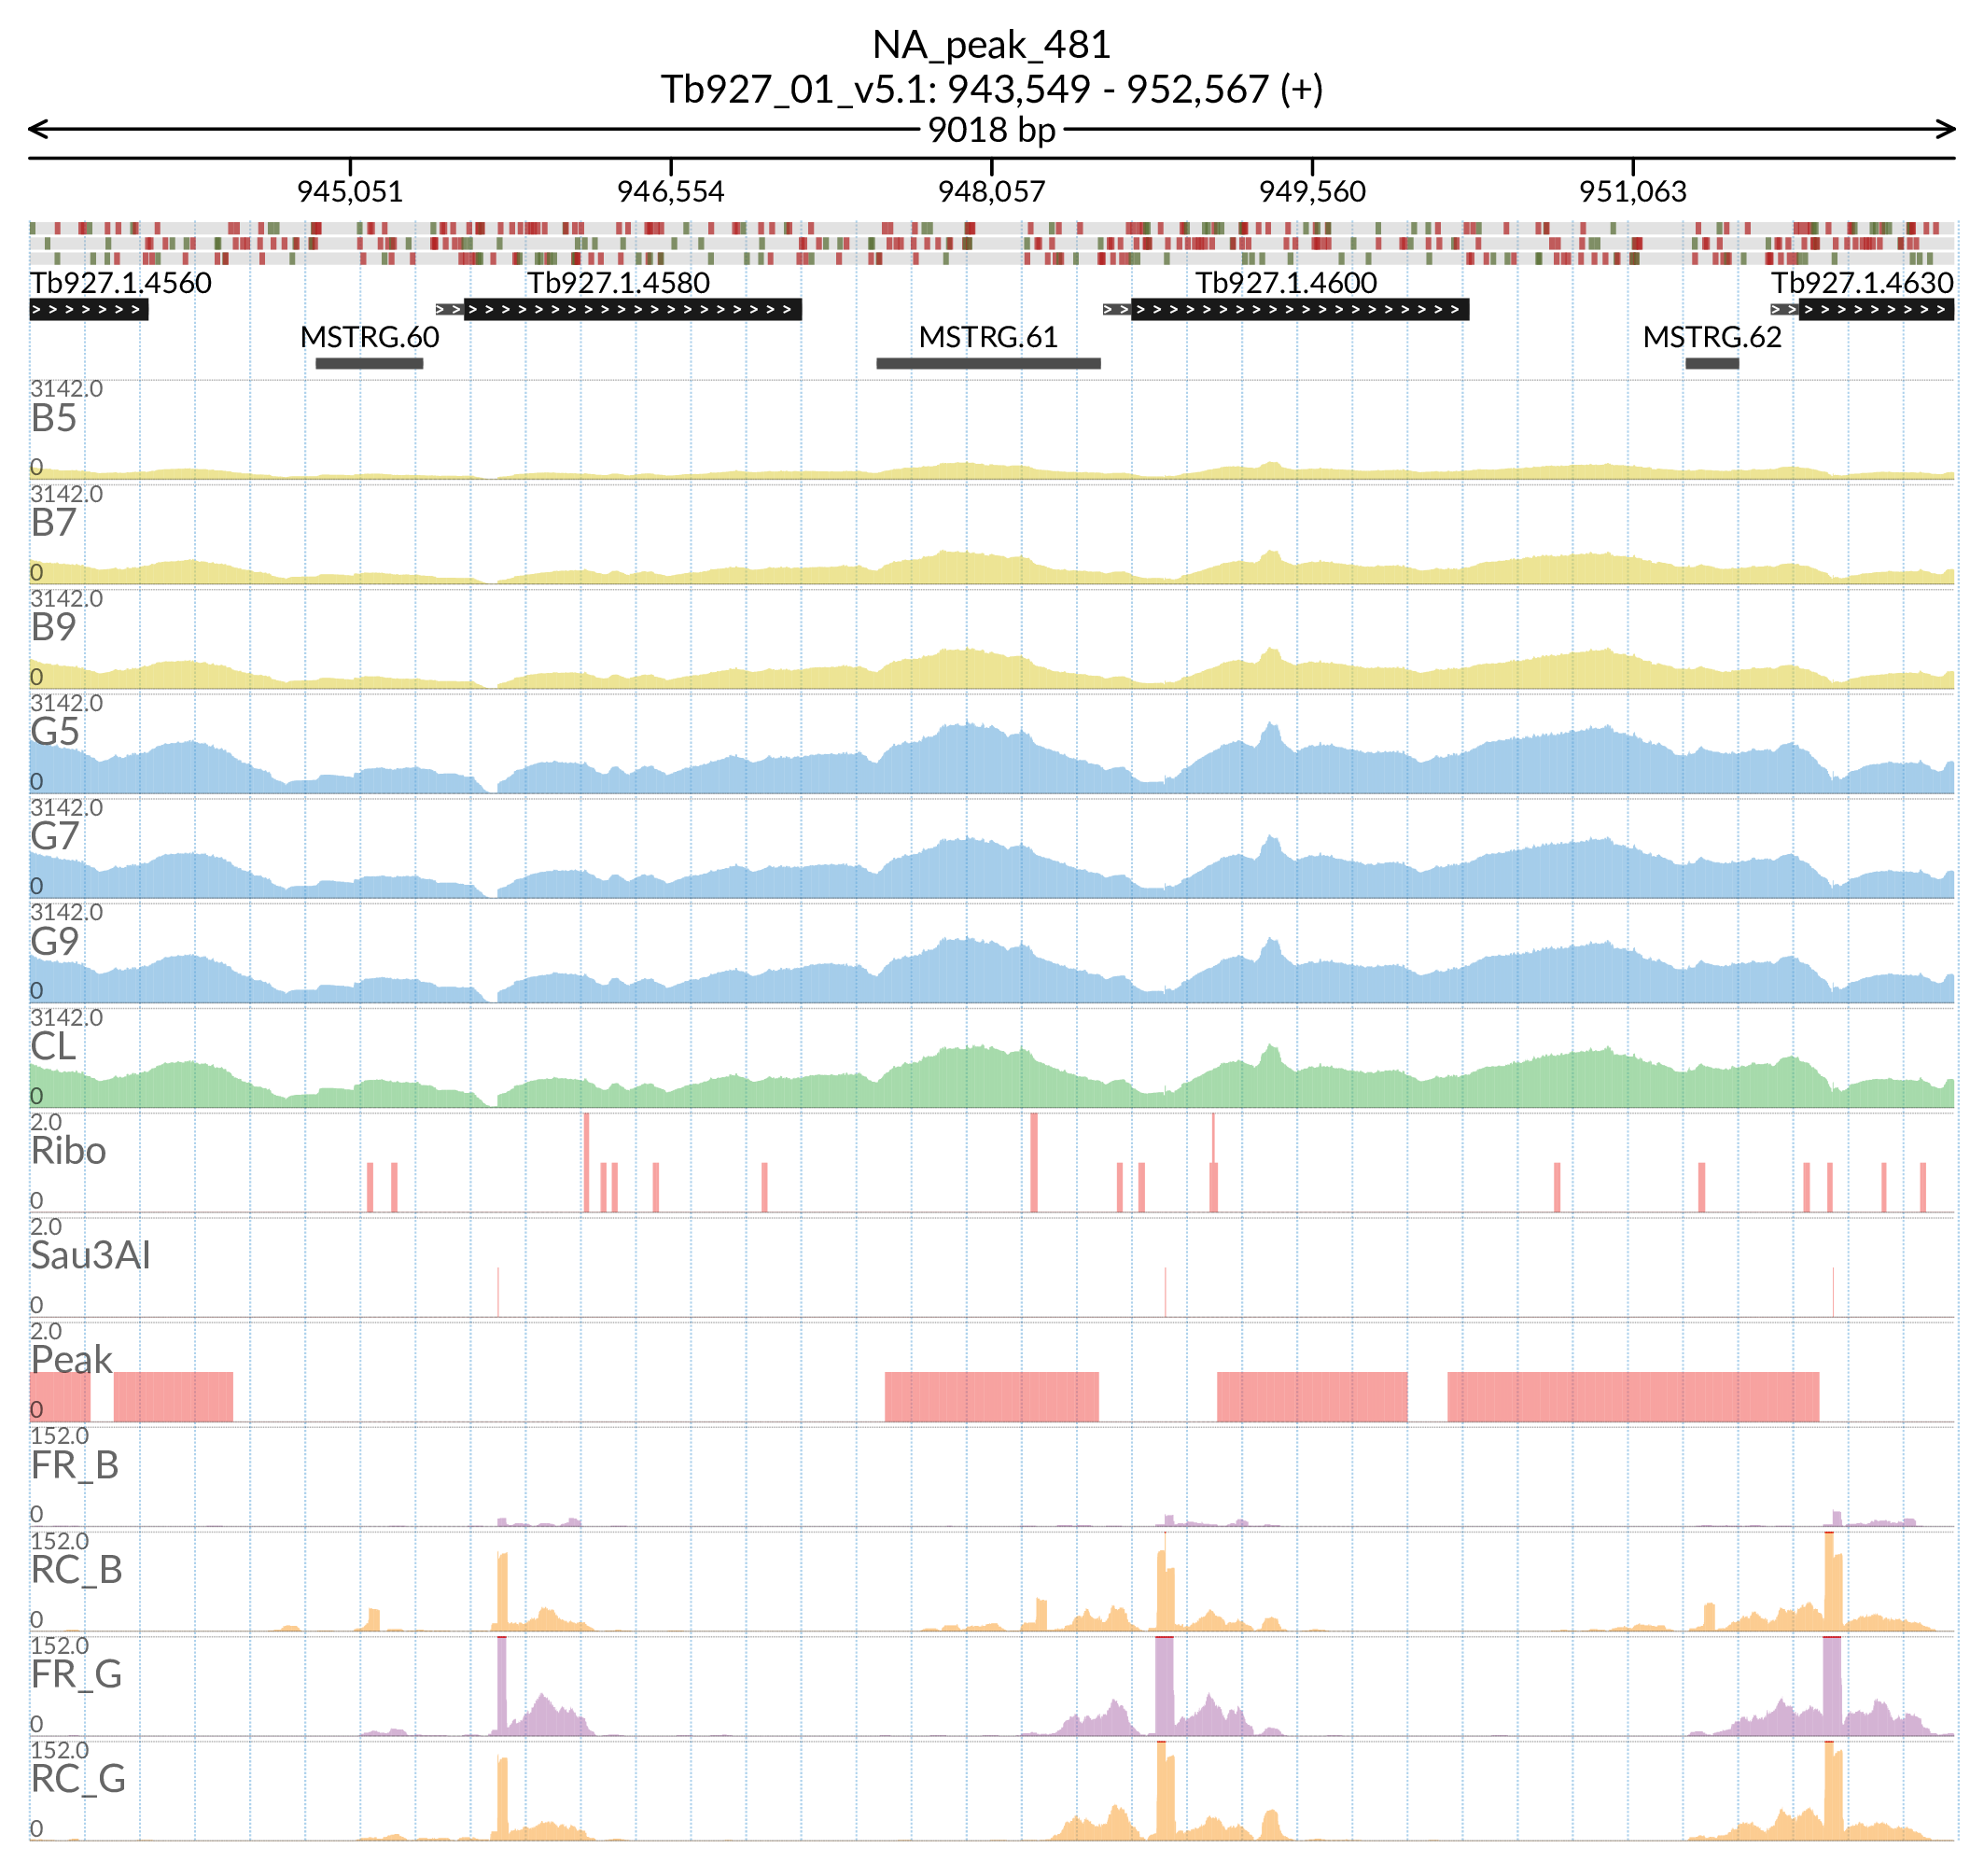 NA_peak_481
Tb927_01_v5.1: 943,549 - 952,567 (+)
9018 bp
945,051 946,554 948,057 949,560 951,063
Tb927.1.4560 Tb927.1.4580 Tb927.1.4600 Tb927.1.4630
MSTRG.60 MSTRG.61 MSTRG.62
3142.0
B5
0
3142.0
B7
0
3142.0
B9
0
3142.0
G5
0
3142.0
G7
0
3142.0
G9
0
3142.0
CL
0
2.0
Ribo
0
2.0
Sau3AI
0
2.0
Peak
0
152.0
FR_B
0
152.0
RC_B
0
152.0
FR_G
0
152.0
RC_G
0